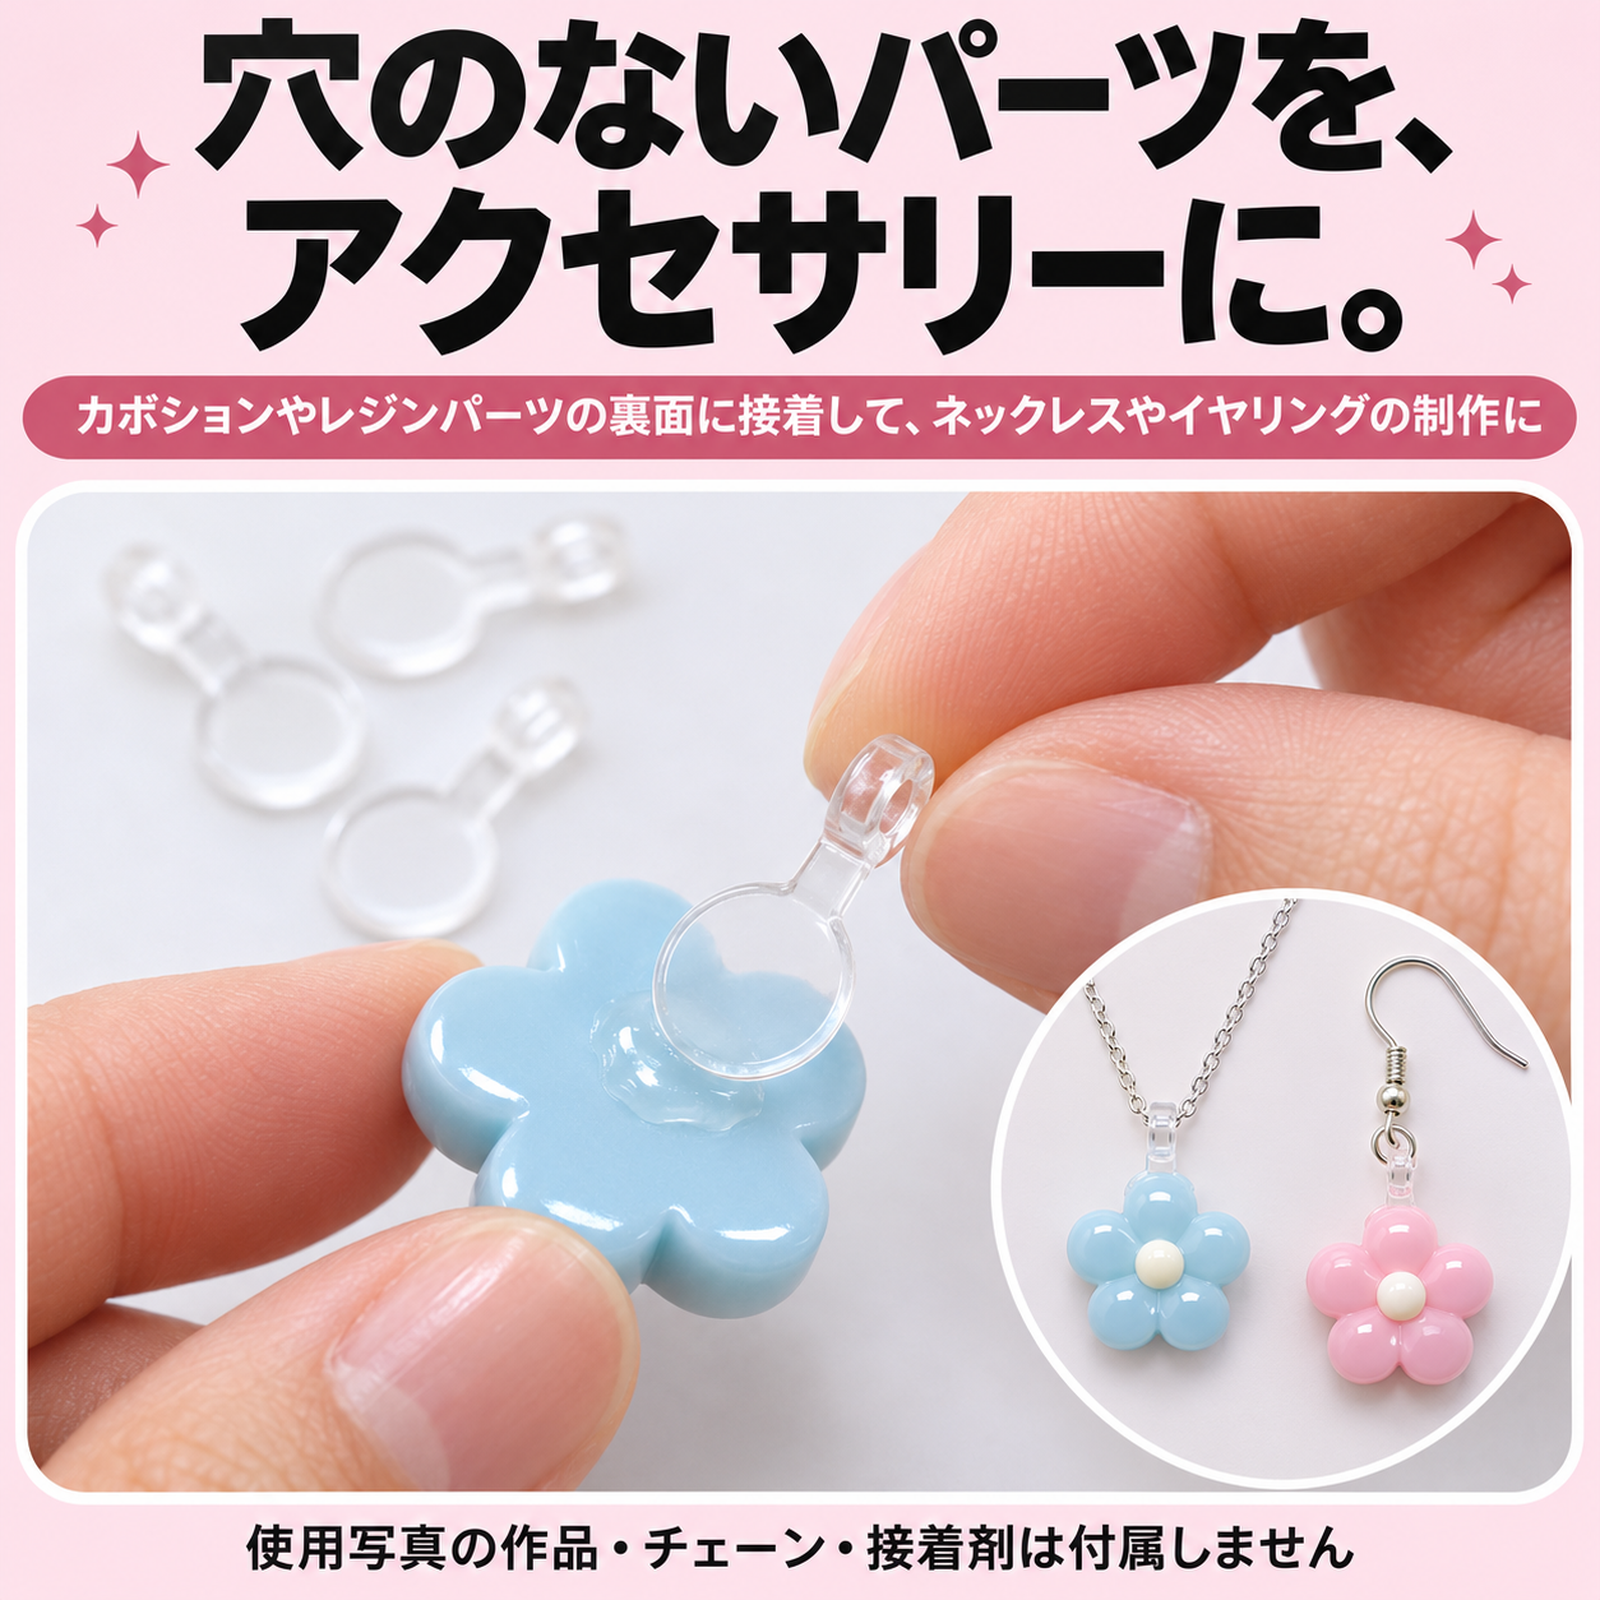 穴のないパーツを、
アクセサリーに。
カボションやレジンパーツの裏面に接着して、ネックレスやイヤリングの制作に
使用写真の作品・チェーン・接着剤は付属しません